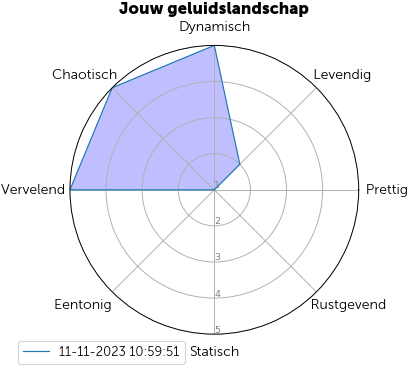 Jouw geluidslandschap
Dynamisch
Chaotisch
Levendig
Vervelend
1
Prettig
2
3
4
Eentonig
Rustgevend
5
11-11-2023 10:59:51
Statisch